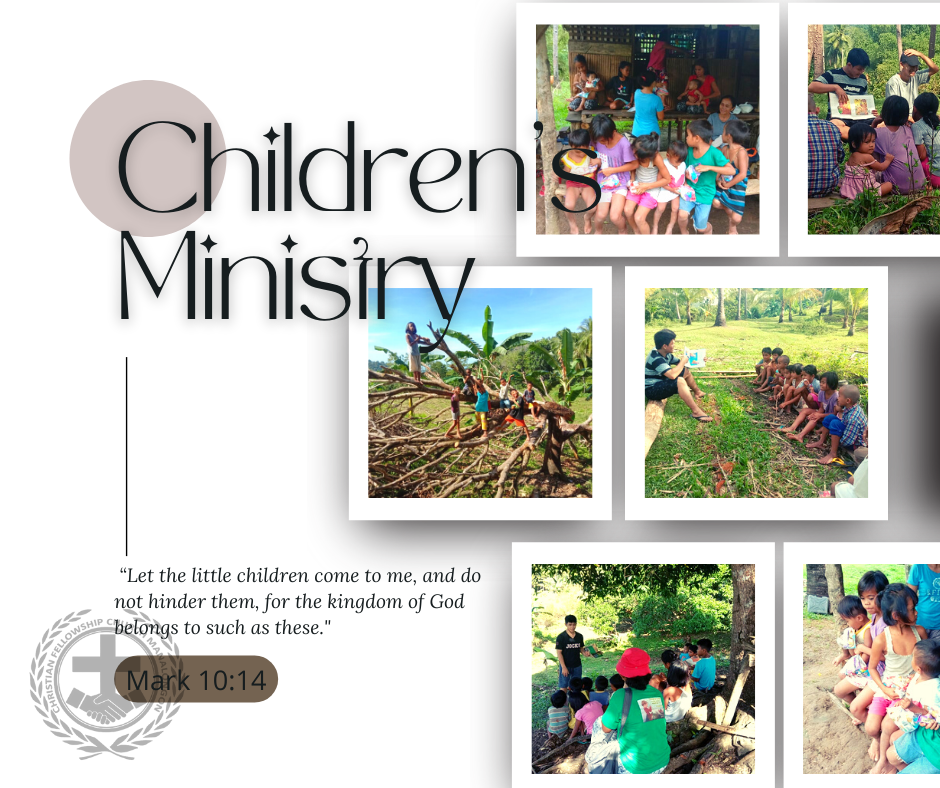 Children's
Ministry
“Let the little children come to me, and do
not hinder them, for the kingdom of God
belongs to such as these."
Mark 10:14
CHRISTIAN FELLOWSHIP
JOCKEY